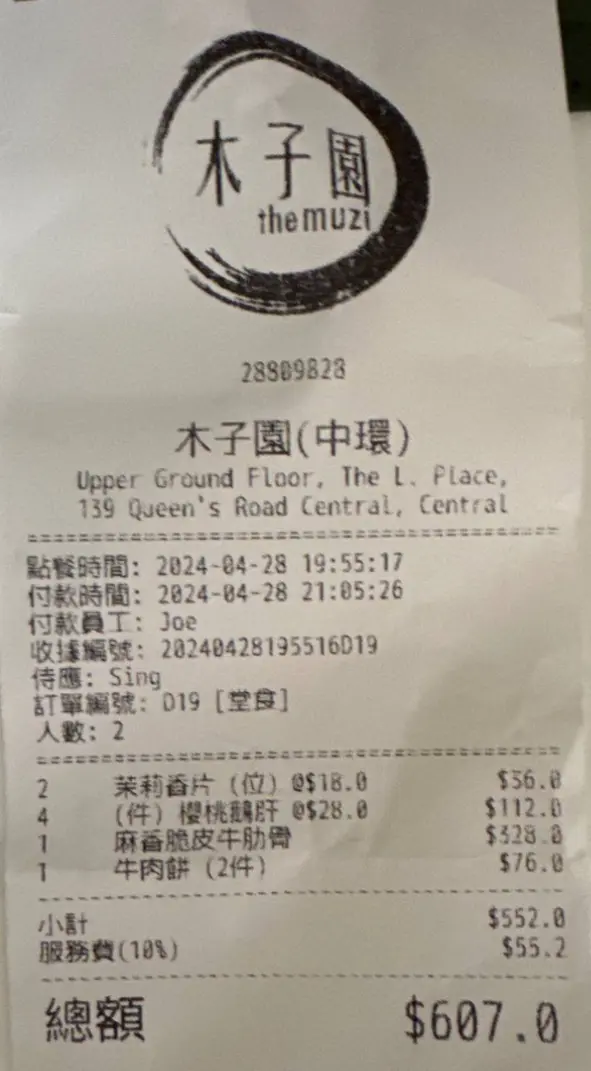 木子園
themuzi
28809828
木子園(中環)
Upper Ground Floor, The L. Place,
139 Queen's Road Central, Central
點餐時間: 2024-04-28 19:55:17
付款時間: 2024-04-28 21:05:26
付款員工: Joe
收據編號: 20240428195516D19
侍應: Sing
訂單編號: D19 [堂食]
人數: 2
2 茉莉香片 (位) @$18.0 $36.0
4 (件) 櫻桃鵝肝 @$28.0 $112.0
1 麻香脆皮牛肋骨 $328.0
1 牛肉餅 (2件) $76.0
小計 $552.0
服務費(10%) $55.2
總額 $607.0